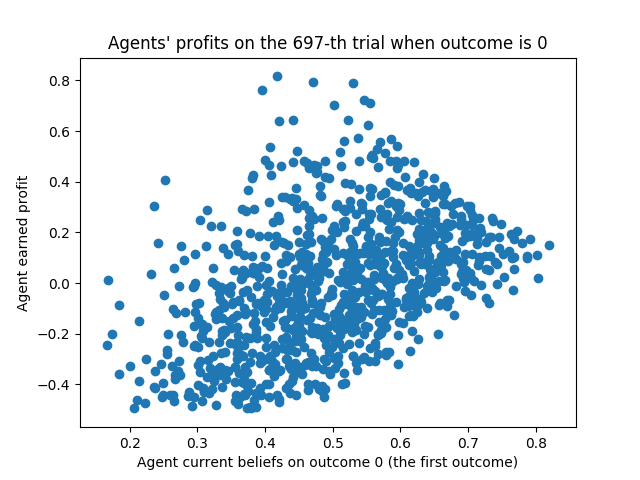 Agents' profits on the 697-th trial when outcome is 0
Agent earned profit
0.8
0.6
0.4
0.2
0.0
−0.2
−0.4
0.2 0.3 0.4 0.5 0.6 0.7 0.8
Agent current beliefs on outcome 0 (the first outcome)